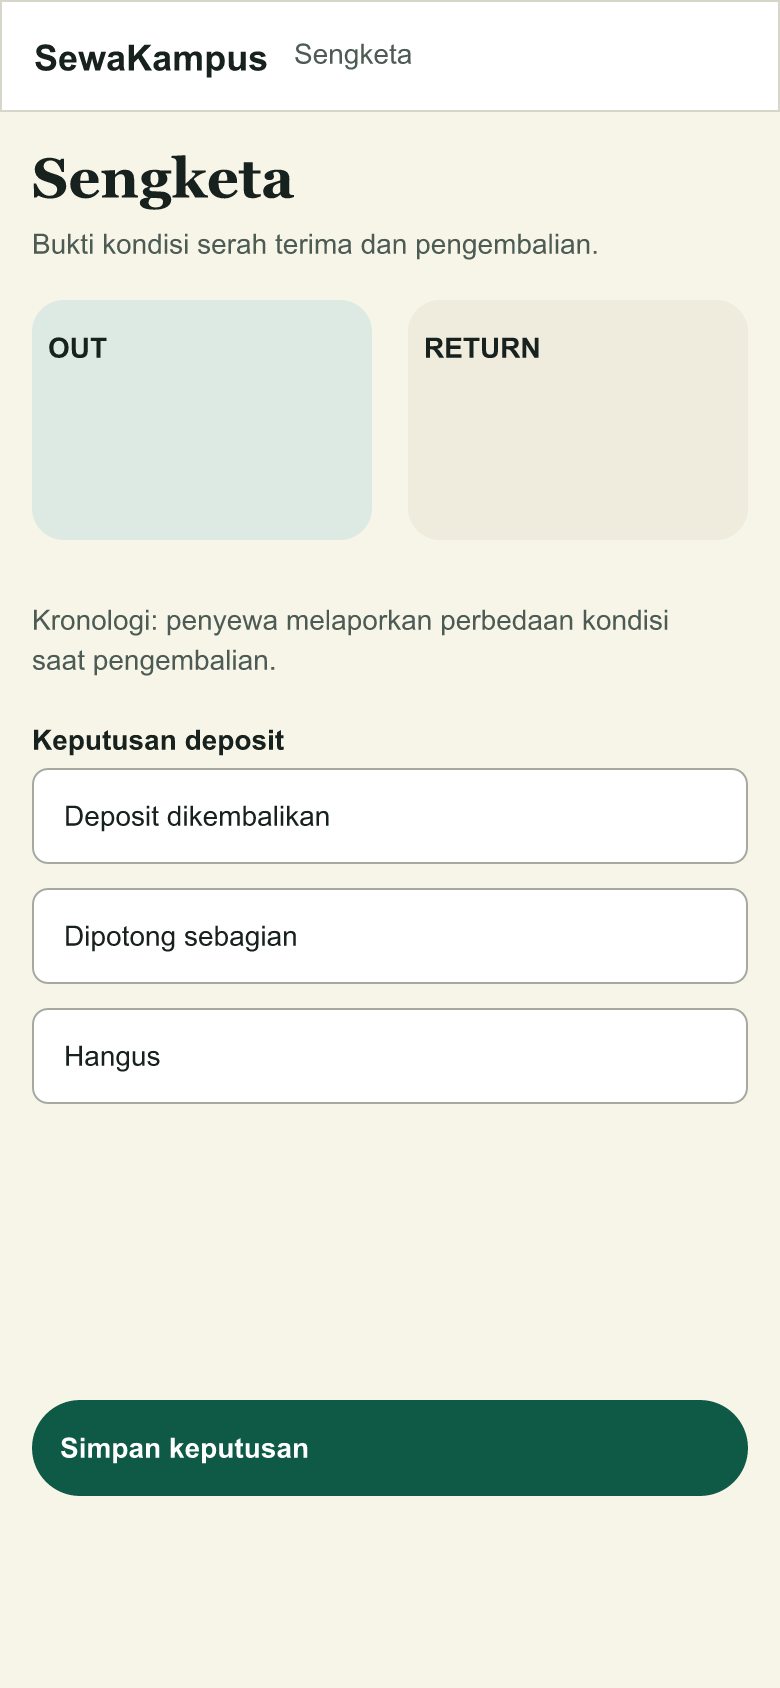 SewaKampus Sengketa
Sengketa
Bukti kondisi serah terima dan pengembalian.
OUT
RETURN
Kronologi: penyewa melaporkan perbedaan kondisi
saat pengembalian.
Keputusan deposit
Deposit dikembalikan
Dipotong sebagian
Hangus
Simpan keputusan